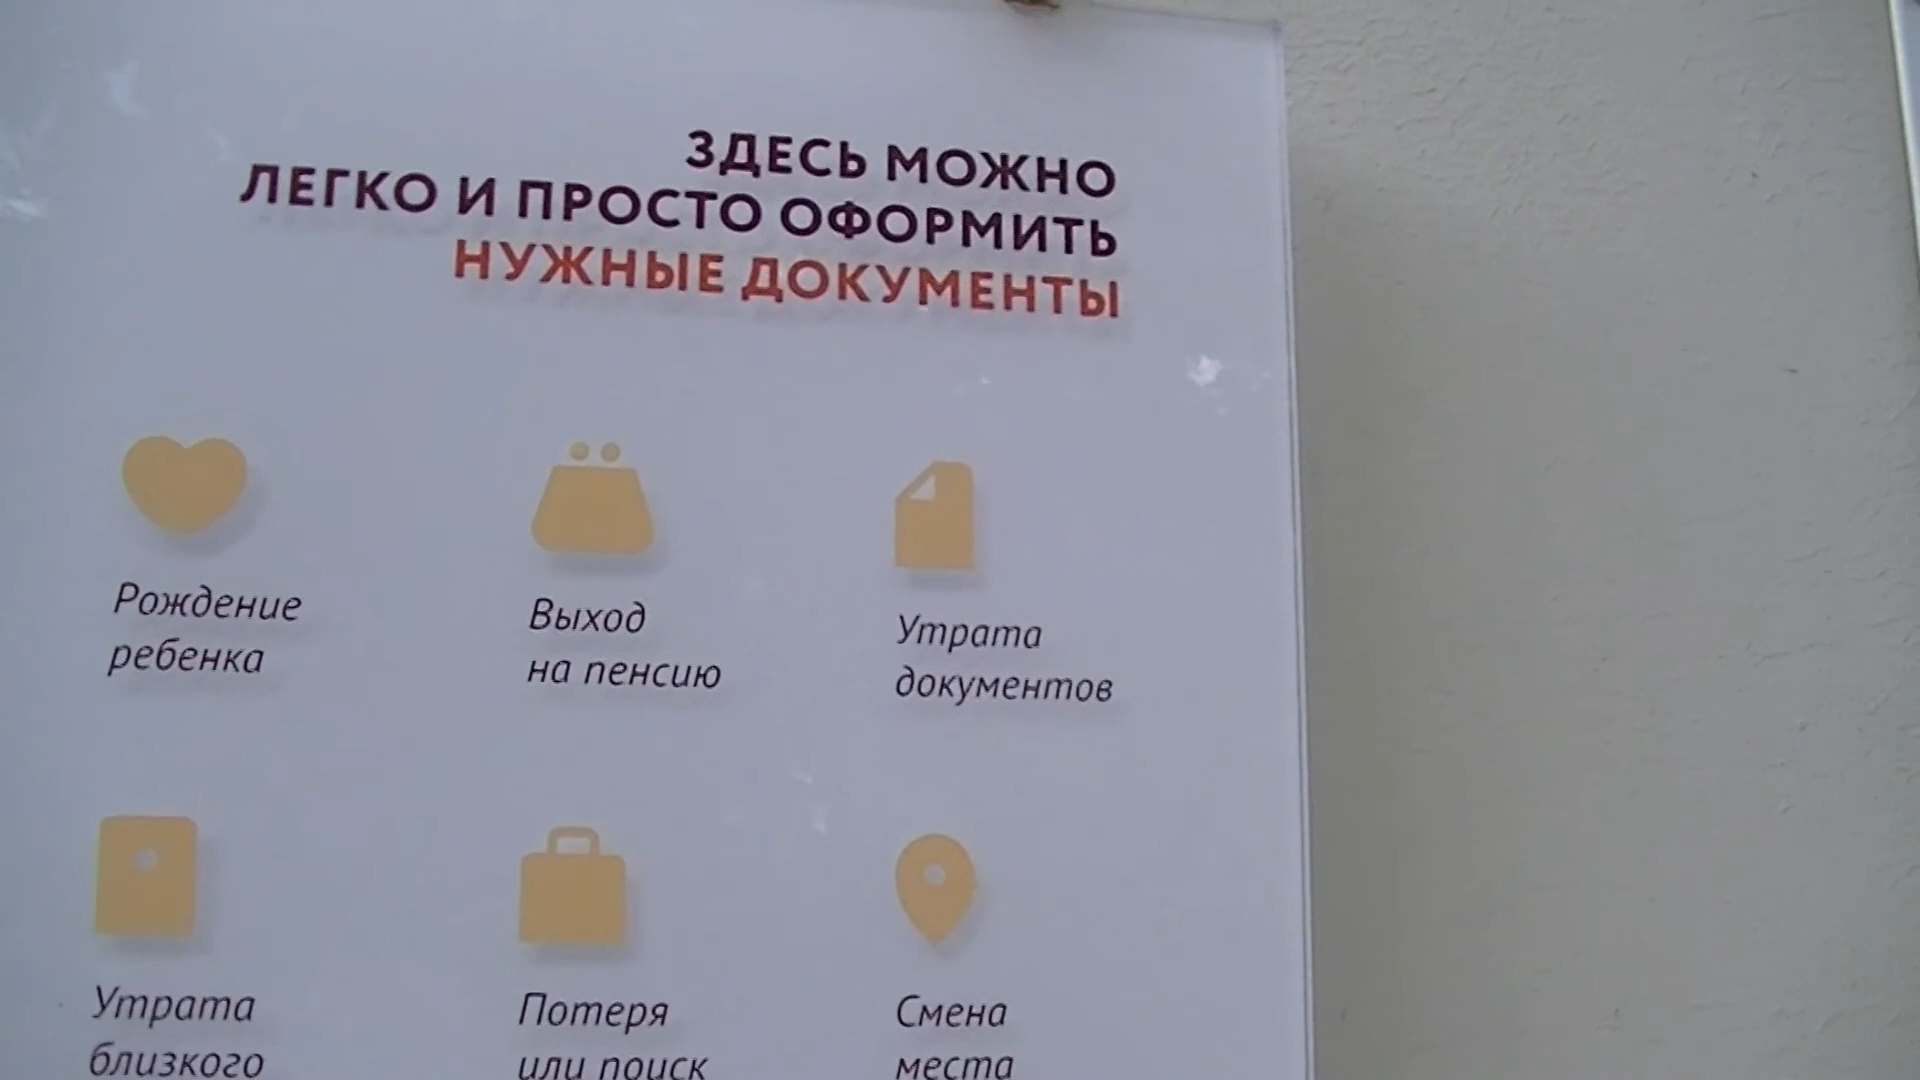 ЗДЕСЬ МОЖНО
ЛЕГКО И ПРОСТО ОФОРМИТЬ
НУЖНЫЕ ДОКУМЕНТЫ
Рождение
ребенка
Выход
на пенсию
Утрата
документов
Утрата
близкого
Потеря
или поиск
Смена
места